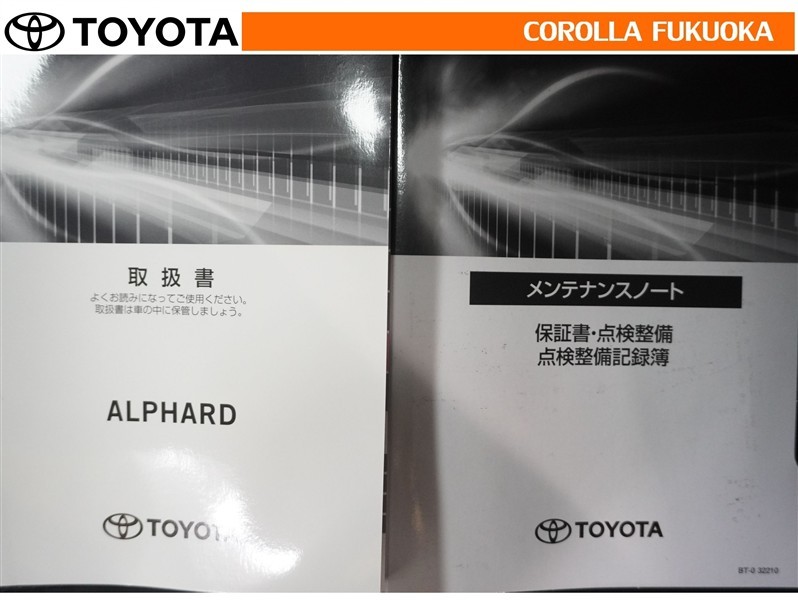 TOYOTA
COROLLA FUKUOKA
取扱書
よくお読みになってご使用ください。
取扱書は車の中に保管しましょう。
ALPHARD
TOYOTA
メンテナンスノート
保証書・点検整備
点検整備記録簿
TOYOTA
BT-0 32210